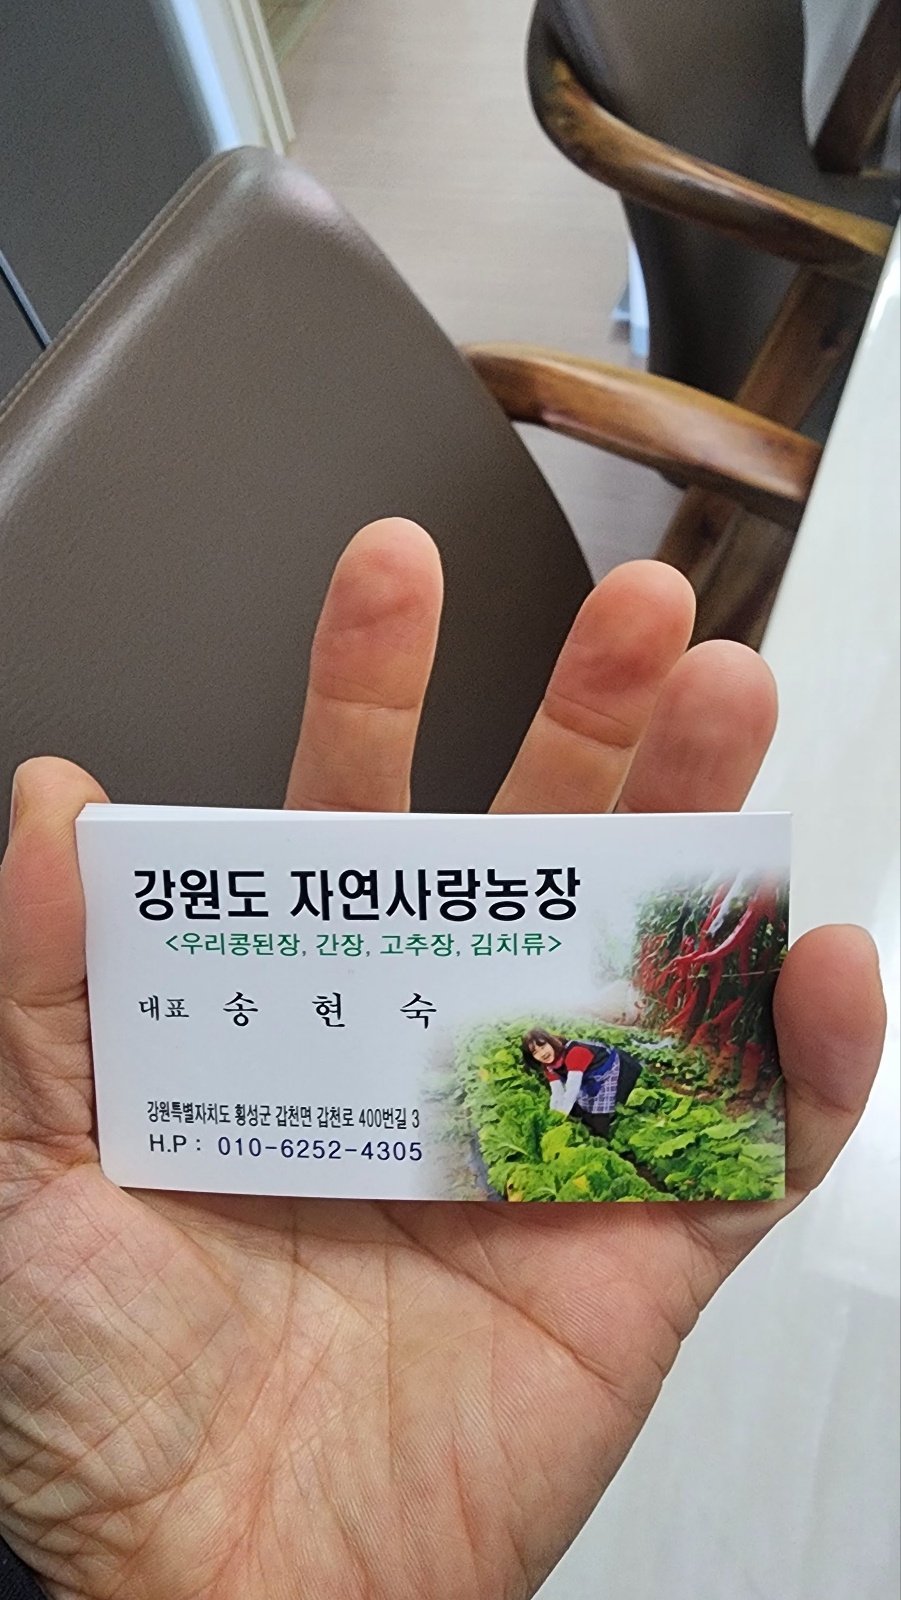 강원도 자연사랑농장
<우리콩된장, 간장, 고추장, 김치류>
대표 송 현 숙
강원특별자치도 횡성군 갑천면 갑천로 400번길 3
H.P : 010-6252-4305